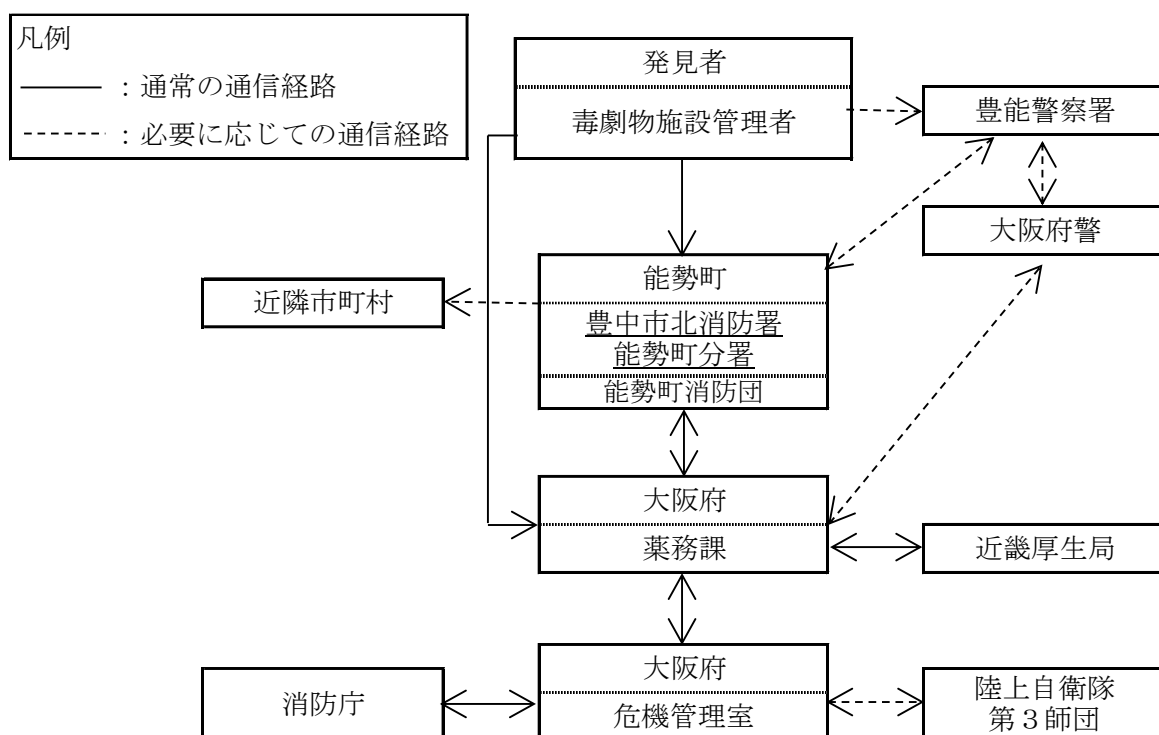 凡例
：通常の通信経路
：必要に応じての通信経路
発見者
毒劇物施設管理者
豊能警察署
大阪府警
能勢町
豊中市北消防署
能勢町分署
能勢町消防団
近隣市町村
大阪府
薬務課
近畿厚生局
大阪府
危機管理室
消防庁
陸上自衛隊
第３師団